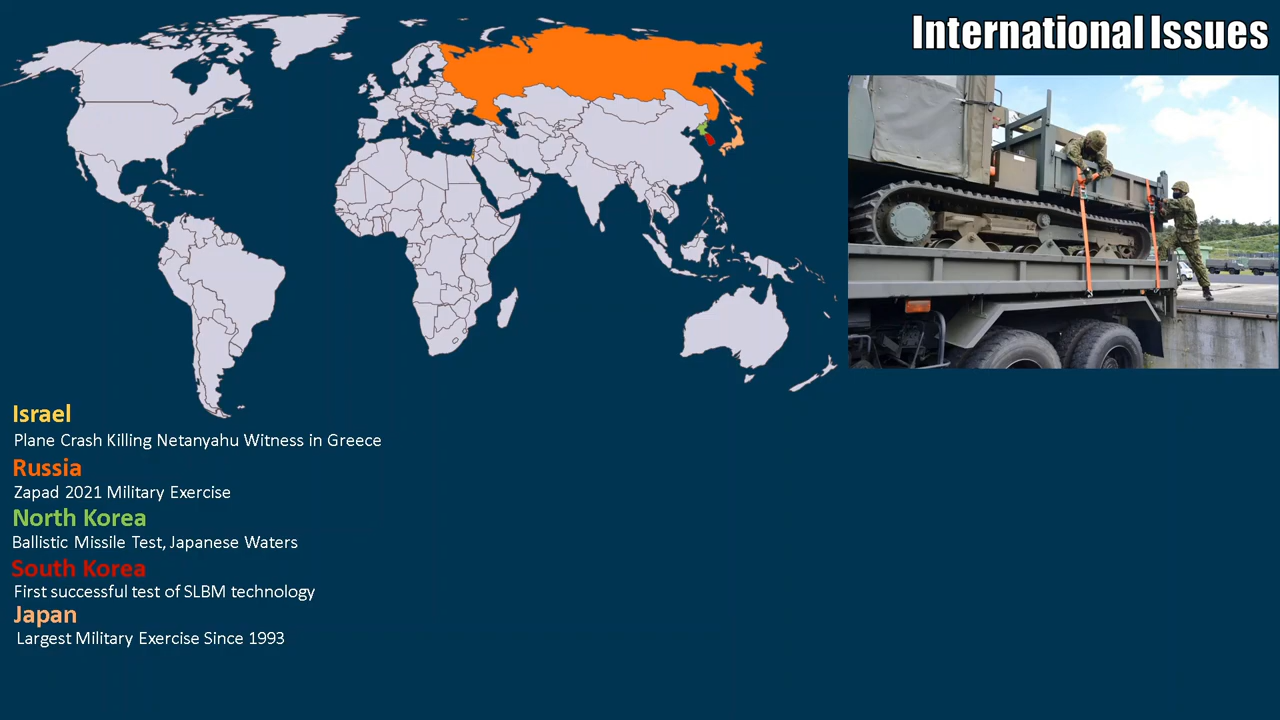 International Issues
Israel
Plane Crash Killing Netanyahu Witness in Greece
Russia
Zapad 2021 Military Exercise
North Korea
Ballistic Missile Test, Japanese Waters
South Korea
First successful test of SLBM technology
Japan
Largest Military Exercise Since 1993